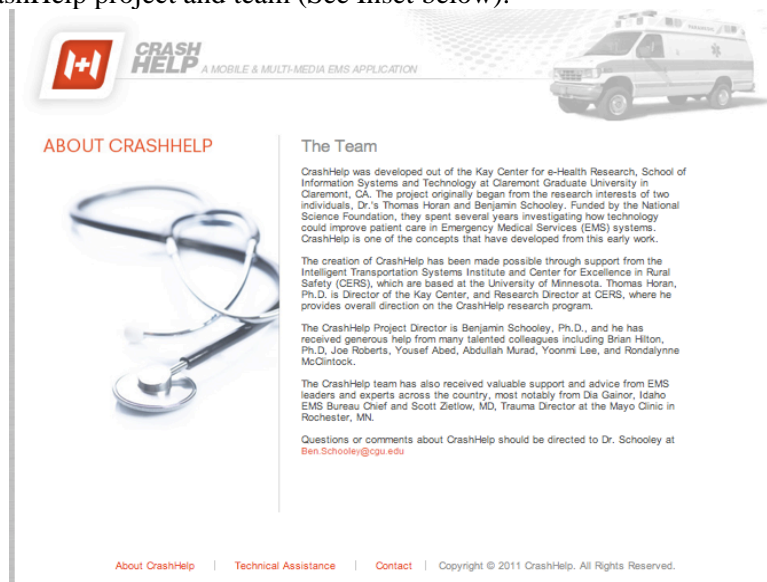 ashHelp project and team (See Inset below).
CRASH
HELP A MOBILE & MULTI-MEDIA EMS APPLICATION
ABOUT CRASHHELP
The Team
CrashHelp was developed out of the Kay Center for e-Health Research, School of
Information Systems and Technology at Claremont Graduate University in
Claremont, CA. The project originally began from the research interests of two
individuals, Dr.'s Thomas Horan and Benjamin Schooley. Funded by the National
Science Foundation, they spent several years investigating how technology
could improve patient care in Emergency Medical Services (EMS) systems.
CrashHelp is one of the concepts that have developed from this early work.
The creation of CrashHelp has been made possible through support from the
Intelligent Transportation Systems Institute and Center for Excellence in Rural
Safety (CERS), which are based at the University of Minnesota. Thomas Horan,
Ph.D. is Director of the Kay Center, and Research Director at CERS, where he
provides overall direction on the CrashHelp research program.
The CrashHelp Project Director is Benjamin Schooley, Ph.D., and he has
received generous help from many talented colleagues including Brian Hilton,
Ph.D, Joe Roberts, Yousef Abed, Abdullah Murad, Yoonmi Lee, and Rondalynne
McClintock.
The CrashHelp team has also received valuable support and advice from EMS
leaders and experts across the country, most notably from Dia Gainor, Idaho
EMS Bureau Chief and Scott Zietlow, MD, Trauma Director at the Mayo Clinic in
Rochester, MN.
Questions or comments about CrashHelp should be directed to Dr. Schooley at
Ben.Schooley@cgu.edu
About CrashHelp | Technical Assistance | Contact | Copyright © 2011 CrashHelp. All Rights Reserved.